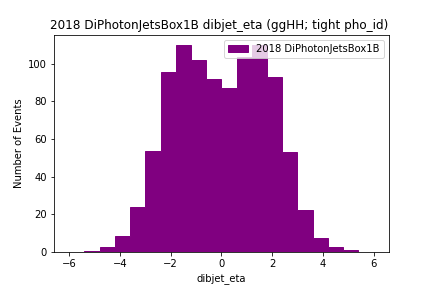 2018 DiPhotonJetsBox1B dibjet_eta (ggHH; tight pho_id)
2018 DiPhotonJetsBox1B
Number of Events
100
80
60
40
20
0
−6 −4 −2 0 2 4 6
dibjet_eta